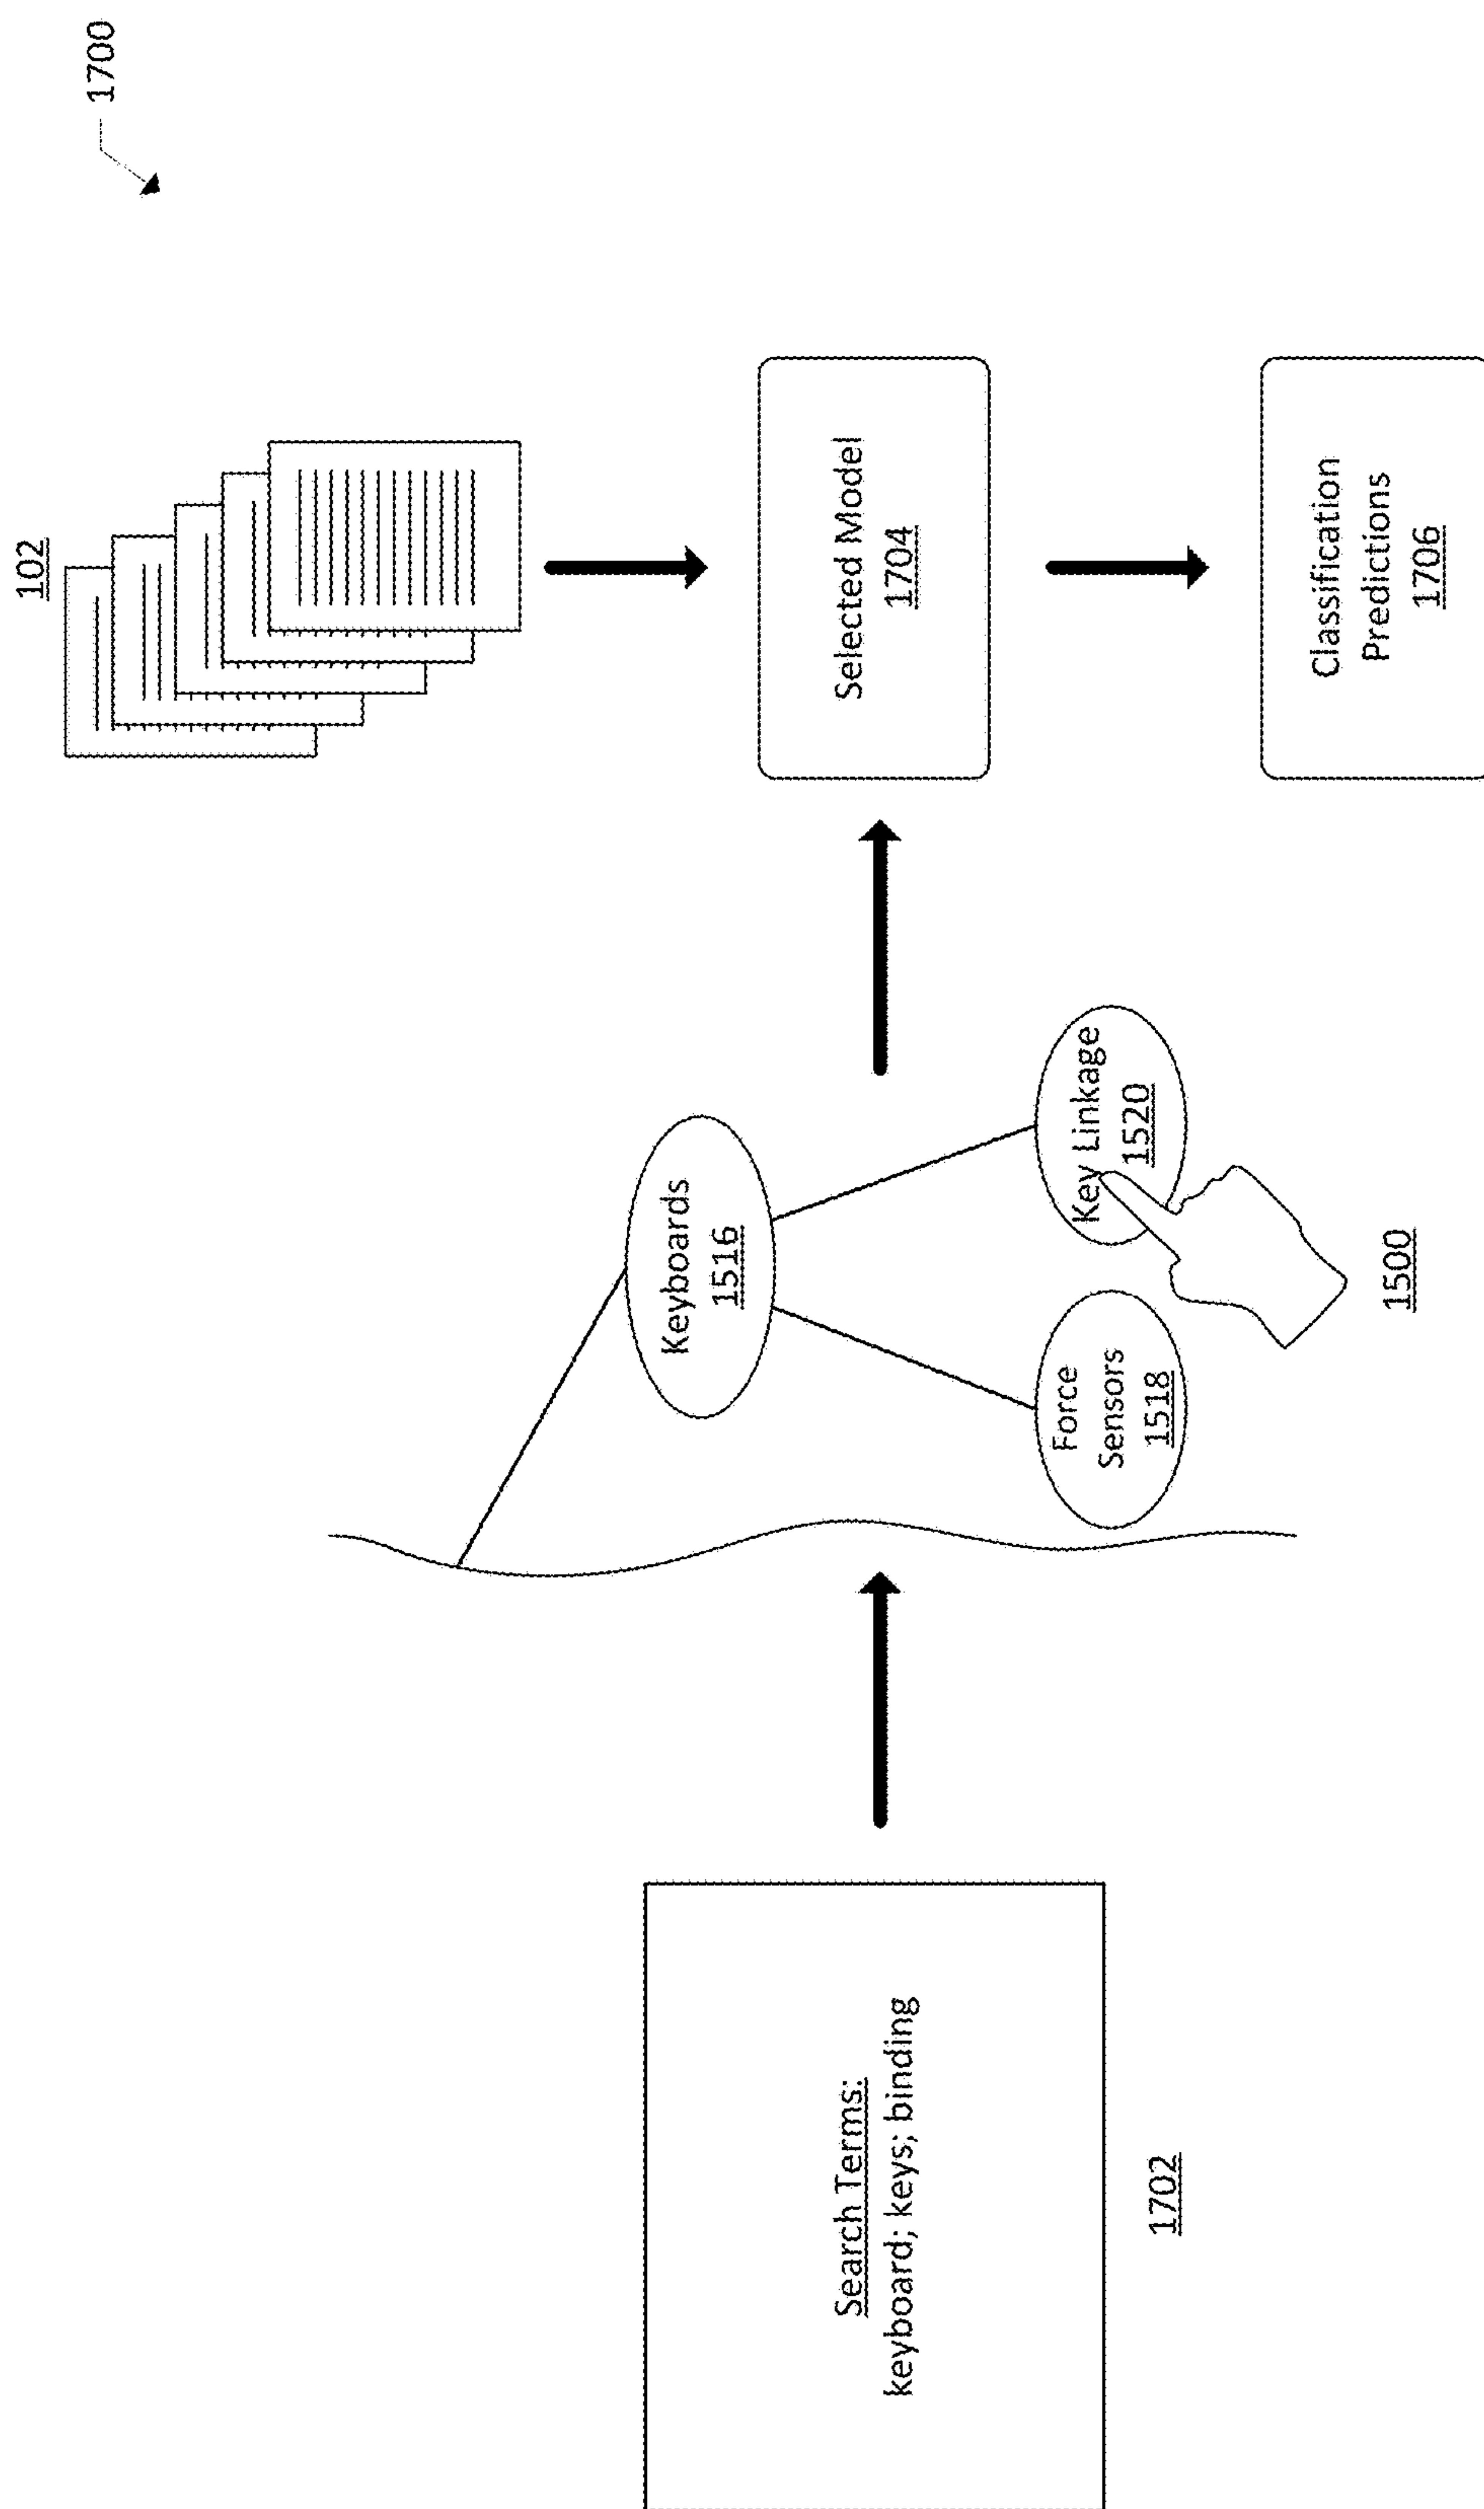 1700
102
Search Terms:
keyboard; keys; binding
1702
Keyboards
1516
Force
Sensors
1518
Key Linkage
1520
1500
Selected Model
1704
Classification
Predictions
1706